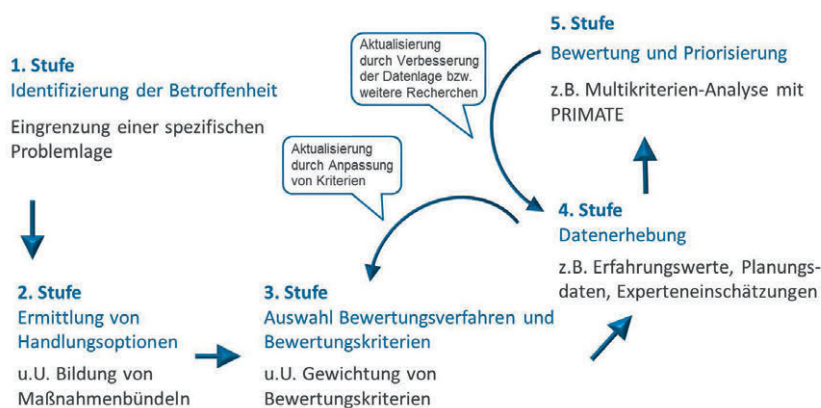 1. Stufe
Identifizierung der Betroffenheit
Eingrenzung einer spezifischen
Problemlage
2. Stufe
Ermittlung von
Handlungsoptionen
u.U. Bildung von
Maßnahmenbündeln
3. Stufe
Auswahl Bewertungsverfahren und
Bewertungskriterien
u.U. Gewichtung von
Bewertungskriterien
Aktualisierung
durch Anpassung
von Kriterien
4. Stufe
Datenerhebung
z.B. Erfahrungswerte, Planungs-
daten, Experteneinschätzungen
Aktualisierung
durch Verbesserung
der Datenlage bzw.
weitere Recherchen
5. Stufe
Bewertung und Priorisierung
z.B. Multikriterien-Analyse mit
PRIMATE